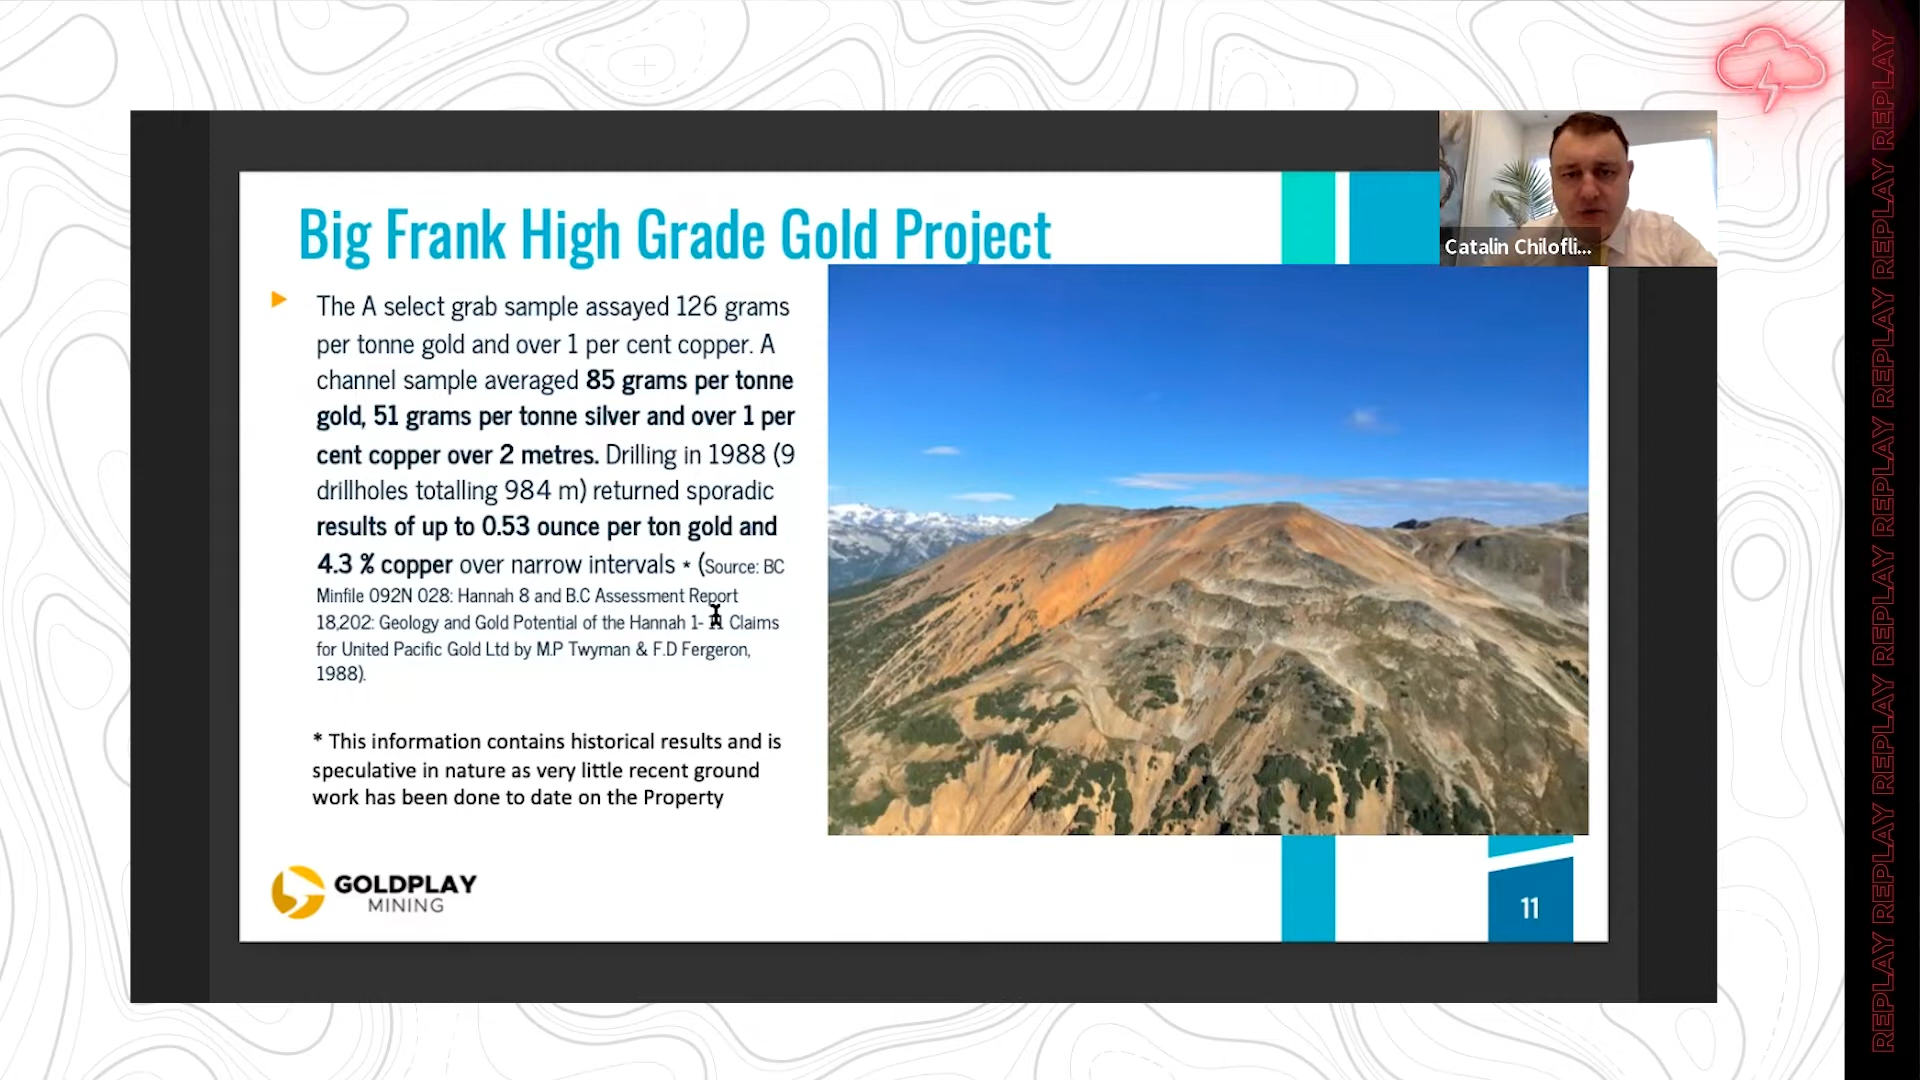 Big Frank High Grade Gold Project
The A select grab sample assayed 126 grams
per tonne gold and over 1 per cent copper. A
channel sample averaged 85 grams per tonne
gold, 51 grams per tonne silver and over 1 per
cent copper over 2 metres. Drilling in 1988 (9
drillholes totalling 984 m) returned sporadic
results of up to 0.53 ounce per ton gold and
4.3 % copper over narrow intervals * (Source: BC
Minfile 092N 028: Hannah 8 and B.C Assessment Report
18,202: Geology and Gold Potential of the Hannah 1- Claims
for United Pacific Gold Ltd by M.P Twyman & F.D Fergeron,
1988).
* This information contains historical results and is
speculative in nature as very little recent ground
work has been done to date on the Property
GOLDPLAY
MINING
11
Catalin Chilofli...
REPLAY REPLAY REPLAY REPLAY REPLAY REPLAY REPLAY REPLAY